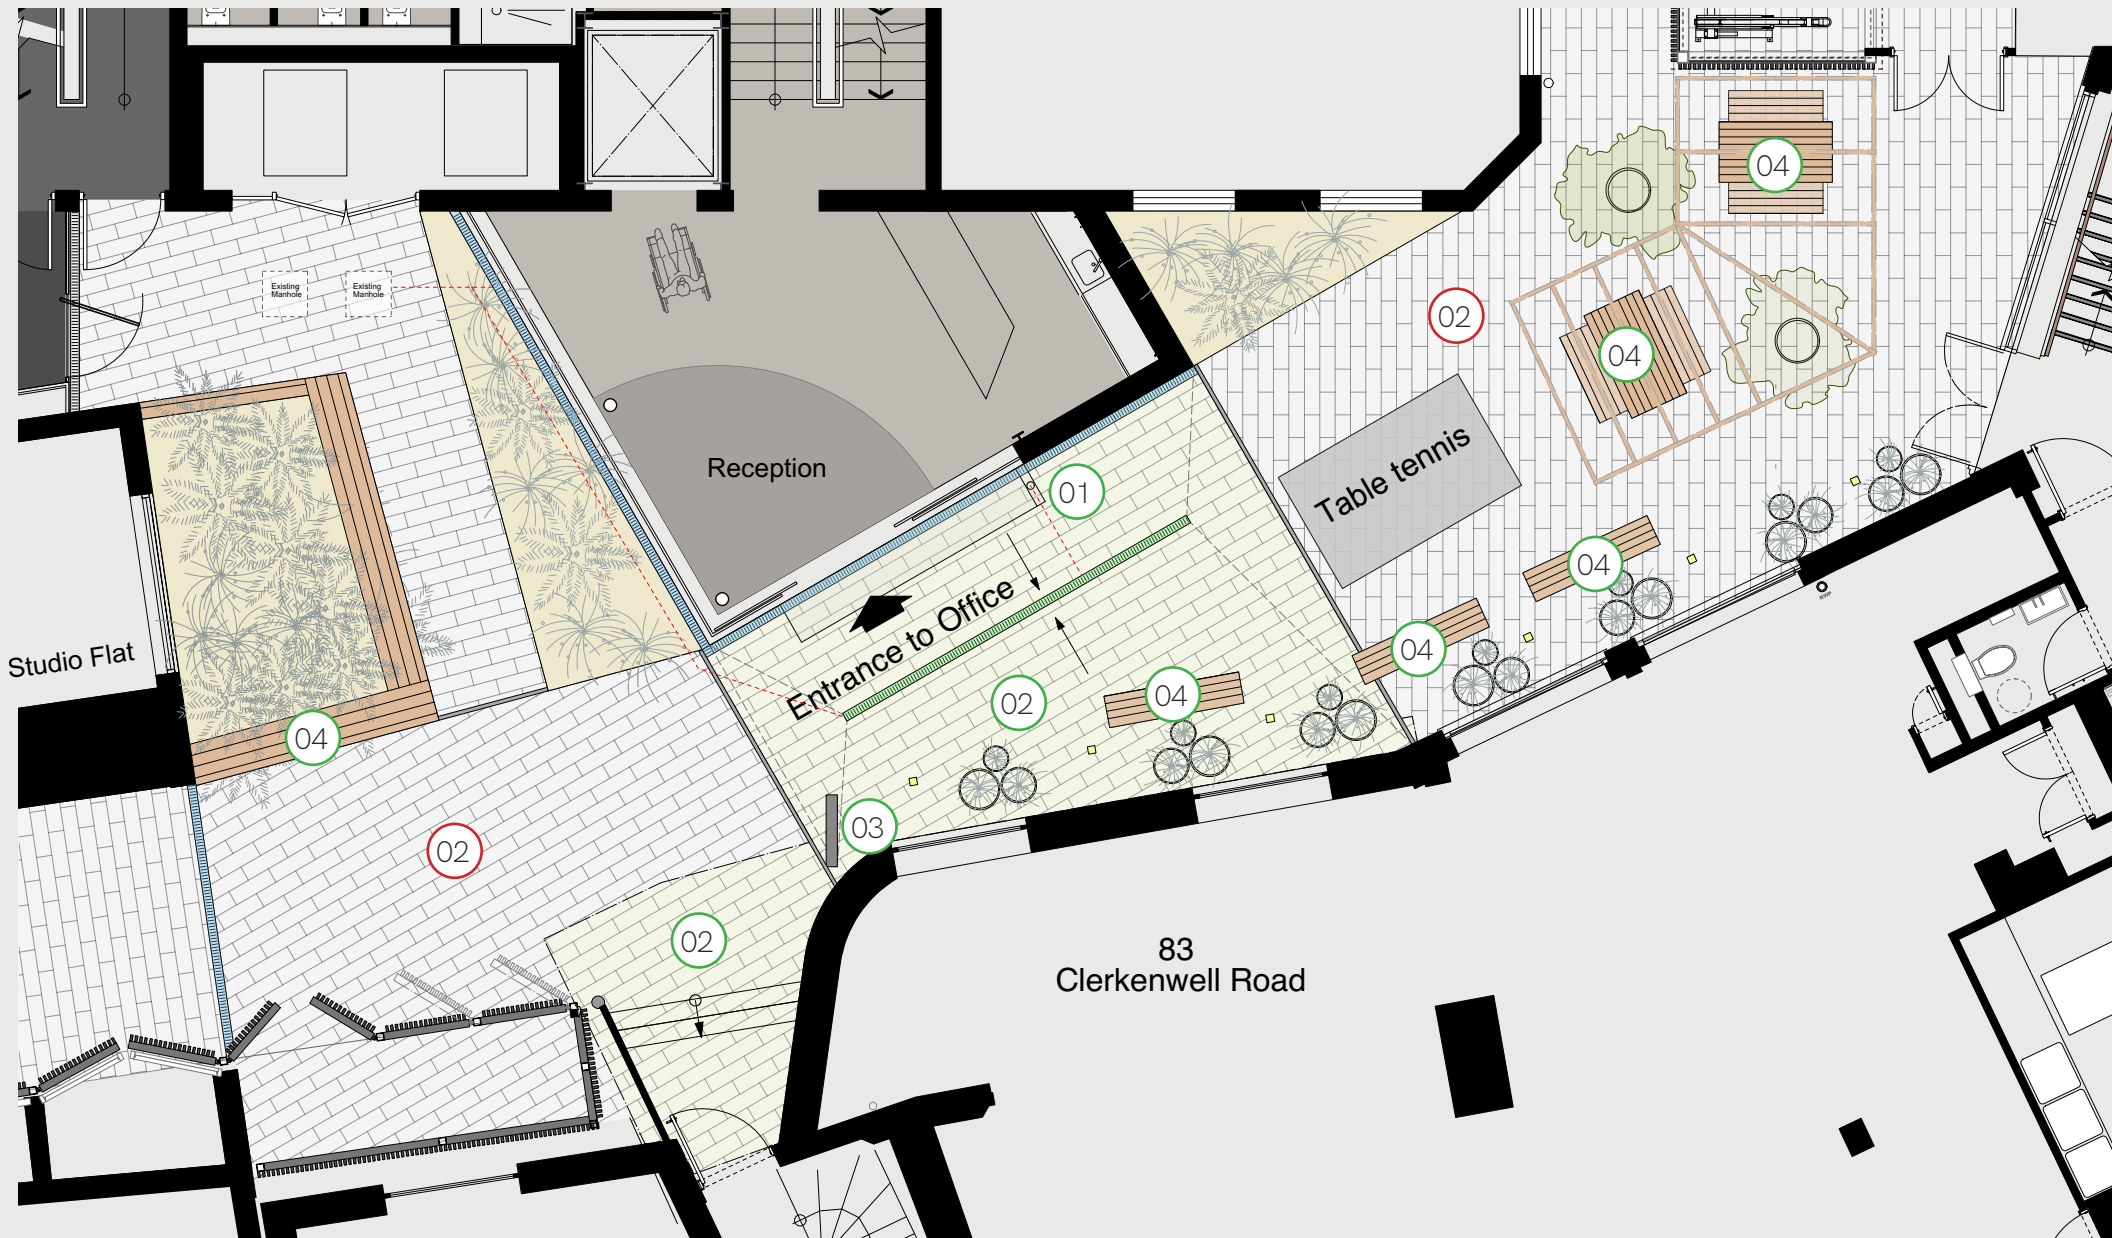 04
Existing
Manhole
Existing
Manhole
02
04
Reception
Table tennis
01
04
Studio Flat
Entrance to Office
04
04
02
04
03
02
RWP
02
83
Clerkenwell Road